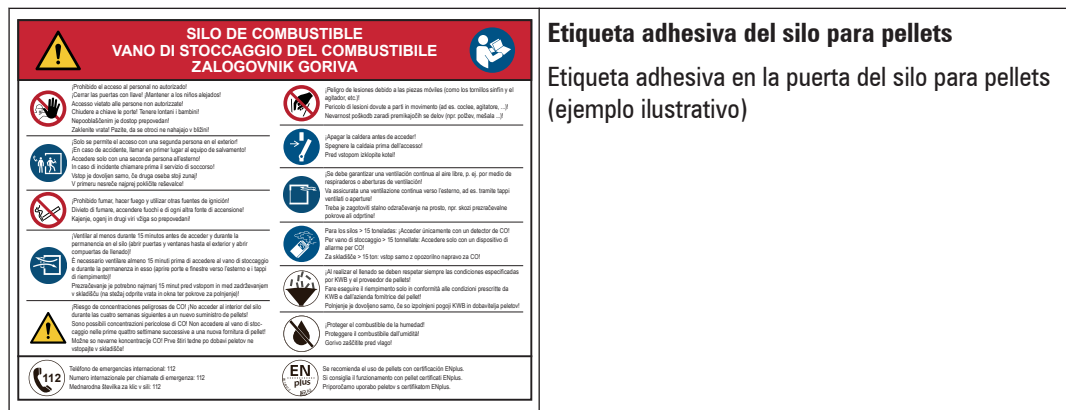 SILO DE COMBUSTIBLE
VANO DI STOCCAGGIO DEL COMBUSTIBILE
ZALOGOVNIK GORIVA
¡Prohibido el acceso al personal no autorizado!
¡Cerrar las puertas con llave! ¡Mantener a los niños alejados!
Accesso vietato alle persone non autorizzate!
Chiudere a chiave le porte! Tenere lontani i bambini!
Nepooblaščenim je dostop prepovedan!
Zaklenite vrata! Pazite, da se otroci ne nahajajo v bližini!
¡Solo se permite el acceso con una segunda persona en el exterior!
¡En caso de accidente, llamar en primer lugar al equipo de salvamento!
Accedere solo con una seconda persona all'esterno!
In caso di incidente chiamare prima il servizio di soccorso!
Vstop je dovoljen samo, če druga oseba stoji zunaj!
V primeru nesreče najprej pokličite reševalce!
¡Prohibido fumar, hacer fuego y utilizar otras fuentes de ignición!
Divieto di fumare, accendere fuochi e di ogni altra fonte di accensione!
Kajenje, ogenj in drugi viri vžiga so prepovedani!
¡Ventilar al menos durante 15 minutos antes de acceder y durante la
permanencia en el silo (abrir puertas y ventanas hasta el exterior y abrir
compuertas de llenado)!
È necessario ventilare almeno 15 minuti prima di accedere al vano di stoccaggio
e durante la permanenza in esso (aprire porte e finestre verso l'esterno e i tappi
di riempimento)!
Prezračevanje je potrebno najmanj 15 minut pred vstopom in med zadrževanjem
v skladišču (na stežaj odprite vrata in okna ter pokrove za polnjenje)!
¡Riesgo de concentraciones peligrosas de CO! ¡No acceder al interior del silo
durante las cuatro semanas siguientes a un nuevo suministro de pellets!
Sono possibili concentrazioni pericolose di CO! Non accedere al vano di stoc-
caggio nelle prime quattro settimane successive a una nuova fornitura di pellet!
Možne so nevarne koncentracije CO! Prve štiri tedne po dobavi peletov ne
vstopajte v skladišče!
112
Teléfono de emergencias internacional: 112
Numero internazionale per chiamate di emergenza: 112
Mednarodna številka za klic v sili: 112
¡Peligro de lesiones debido a las piezas móviles (como los tornillos sinfín y el
agitador, etc.)!
Pericolo di lesioni dovute a parti in movimento (ad es. coclee, agitatore, ...)!
Nevarnost poškodb zaradi premikajočih se delov (npr. polža, mešala ...)!
¡Apagar la caldera antes de acceder!
Spegnere la caldaia prima dell'accesso!
Pred vstopom izklopite kotel!
¡Se debe garantizar una ventilación continua al aire libre, p. ej. por medio de
respiraderos o aberturas de ventilación!
Va assicurata una ventilazione continua verso l'esterno, ad es. tramite tappi
ventilati o aperture!
Treba je zagotoviti stalno odzračevanje na prosto, npr. skozi prezračevalne
pokrove ali odprtine!
Para los silos > 15 toneladas: ¡Acceder únicamente con un detector de CO!
Per vano di stoccaggio > 15 tonnellate: Accedere solo con un dispositivo di
allarme per CO!
Za skladišče > 15 ton: vstop samo z opozorilno napravo za CO!
¡Al realizar el llenado se deben respetar siempre las condiciones especificadas
por KWB y el proveedor de pellets!
Fare eseguire il riempimento solo in conformità alle condizioni prescritte da
KWB e dall'azienda fornitrice del pellet!
Polnjenje je dovoljeno samo, če so izpolnjeni pogoji KWB in dobavitelja peletov!
¡Proteger el combustible de la humedad!
Proteggere il combustibile dall'umidità!
Gorivo zaščitite pred vlago!
EN
plus
Se recomienda el uso de pellets con certificación ENplus.
Si consiglia il funzionamento con pellet certificati ENplus.
Priporočamo uporabo peletov s certifikatom ENplus.
Etiqueta adhesiva del silo para pellets
Etiqueta adhesiva en la puerta del silo para pellets
(ejemplo ilustrativo)